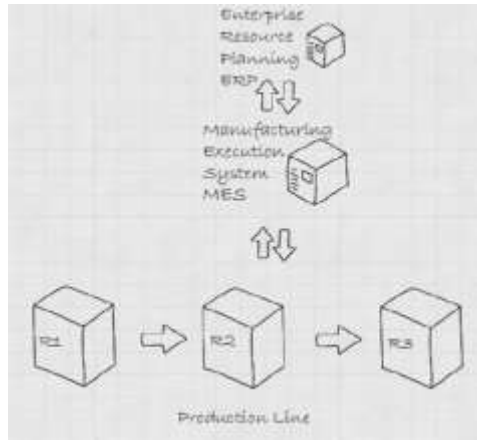 Enterprise
Resource
Planning
ERP
Manufacturing
Execution
System
MES
R1
R2
R3
Production Line